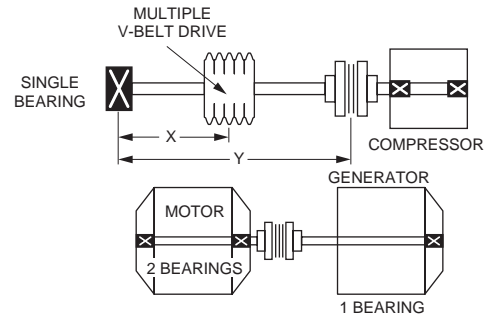 MULTIPLE
V-BELT DRIVE
SINGLE
BEARING
X
Y
COMPRESSOR
GENERATOR
MOTOR
2 BEARINGS
1 BEARING